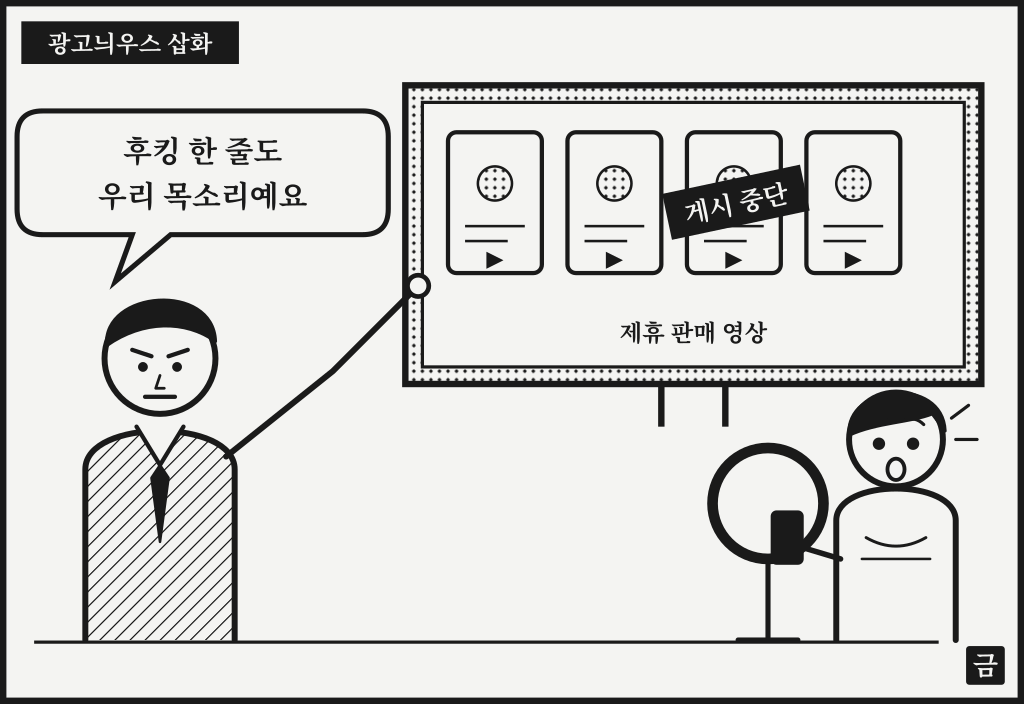 광고늬우스 삽화
후킹 한 줄도
우리 목소리예요
게시 중단
제휴 판매 영상
금